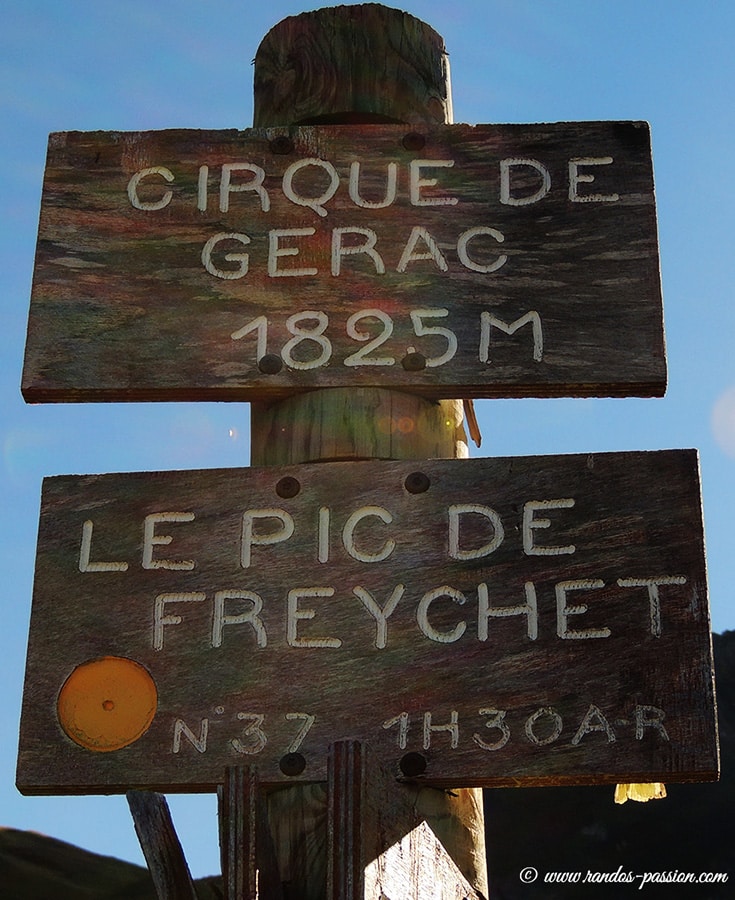 CIRQUE DE
GERAC
1825M
LE PIC DE
FREYCHET
N°37 1H30A-R
© www.randos-passion.com